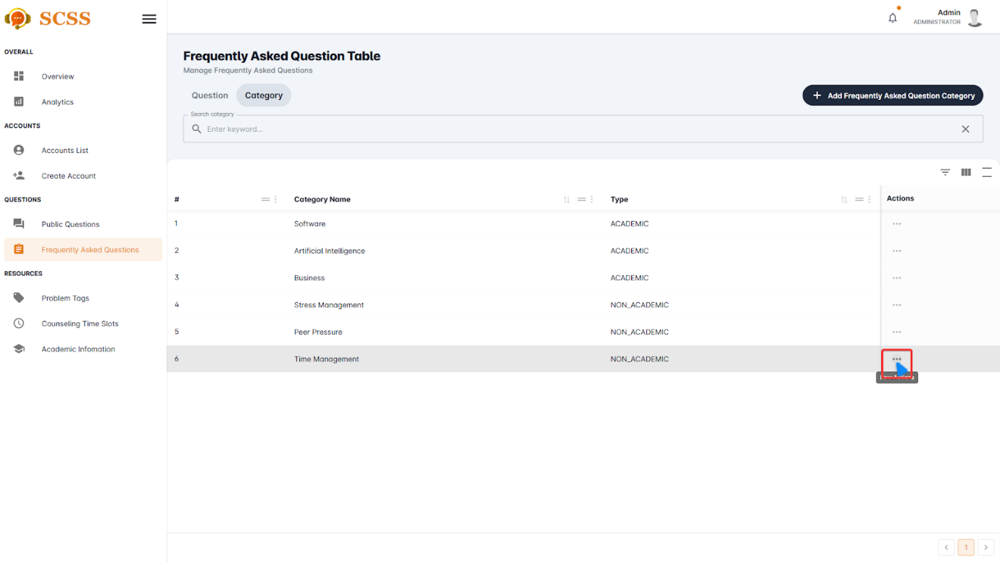 SCSS
Admin
ADMINISTRATOR
OVERALL
Overview
Analytics
ACCOUNTS
Accounts List
Create Account
QUESTIONS
Public Questions
Frequently Asked Questions
RESOURCES
Problem Tags
Counseling Time Slots
Academic Infomation
Frequently Asked Question Table
Manage Frequently Asked Questions
Question Category
+ Add Frequently Asked Question Category
Search category
Enter keyword...
# Category Name Type Actions
1 Software ACADEMIC
2 Artificial Intelligence ACADEMIC
3 Business ACADEMIC
4 Stress Management NON_ACADEMIC
5 Peer Pressure NON_ACADEMIC
6 Time Management NON_ACADEMIC
1